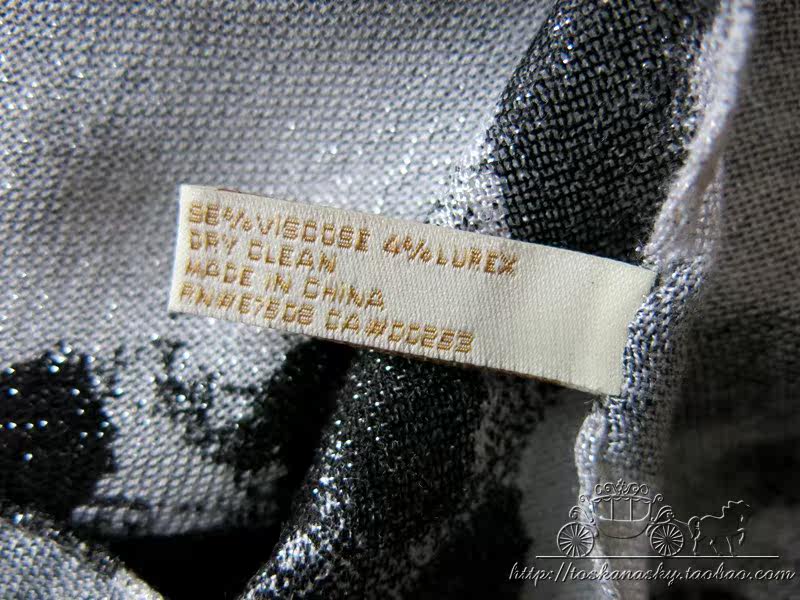 96% VISCOSE 4% LUREX
DRY CLEAN
MADE IN CHINA
RN#67508 CA#00253
http://toskanasky.taobao.com